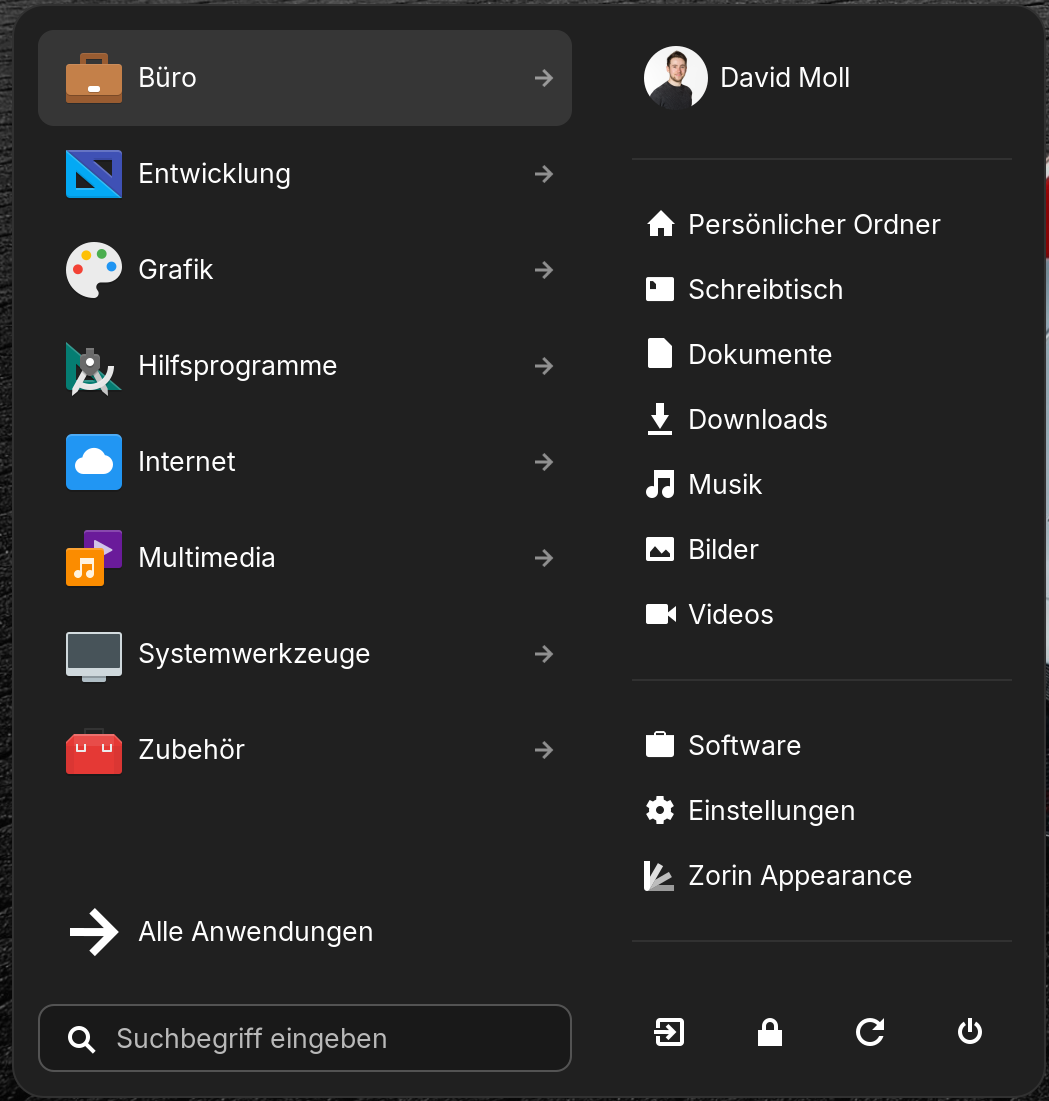 Büro
Entwicklung
Grafik
Hilfsprogramme
Internet
Multimedia
Systemwerkzeuge
Zubehör
Alle Anwendungen
Suchbegriff eingeben
David Moll
Persönlicher Ordner
Schreibtisch
Dokumente
Downloads
Musik
Bilder
Videos
Software
Einstellungen
Zorin Appearance